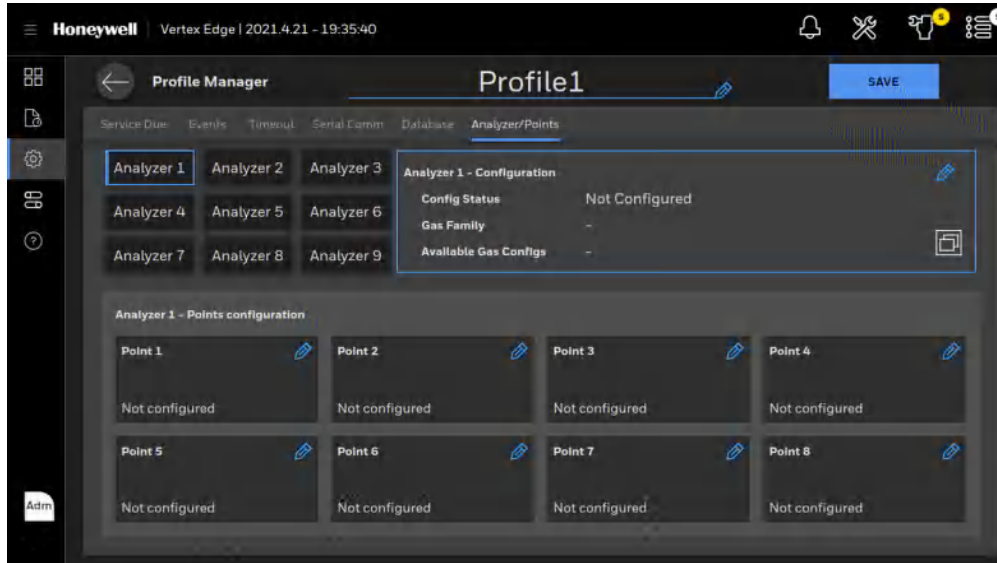 Honeywell Vertex Edge | 2021.4.21 - 19:35:40
5
Profile Manager Profile1 SAVE
Service Due Events Timeout Serial Comm Database Analyzer/Points
Analyzer 1 Analyzer 2 Analyzer 3
Analyzer 4 Analyzer 5 Analyzer 6
Analyzer 7 Analyzer 8 Analyzer 9
Analyzer 1 - Configuration
Config Status Not Configured
Gas Family -
Available Gas Configs -
Analyzer 1 - Points configuration
Point 1 Point 2 Point 3 Point 4
Not configured Not configured Not configured Not configured
Point 5 Point 6 Point 7 Point 8
Not configured Not configured Not configured Not configured
Adm